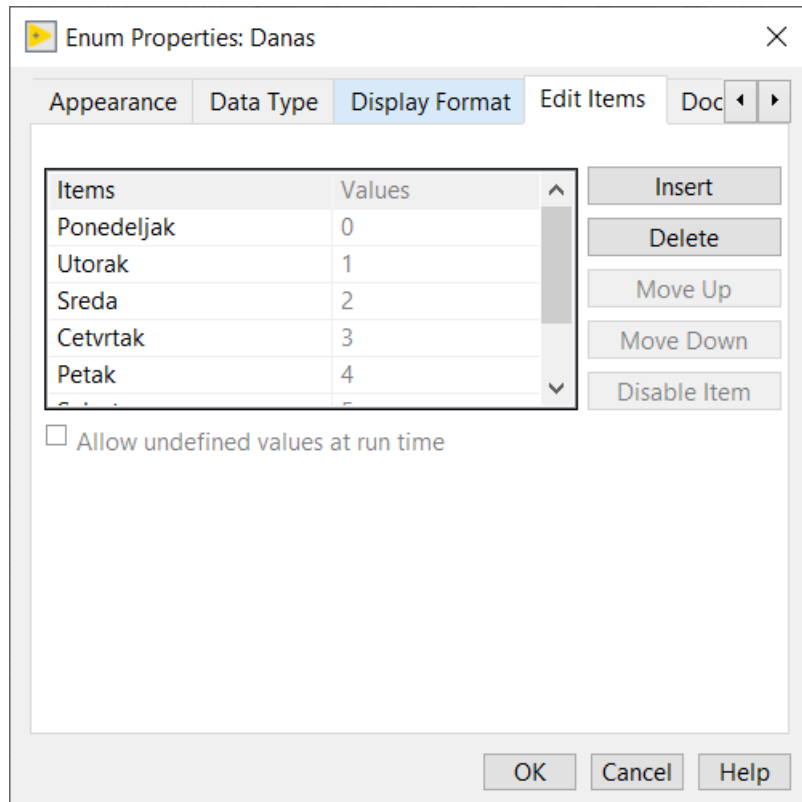 Enum Properties: Danas
Appearance Data Type Display Format Edit Items Doc
Items Values Insert
Ponedeljak 0 Delete
Utorak 1
Sreda 2 Move Up
Cetvrtak 3 Move Down
Petak 4 Disable Item
Allow undefined values at run time
OK Cancel Help